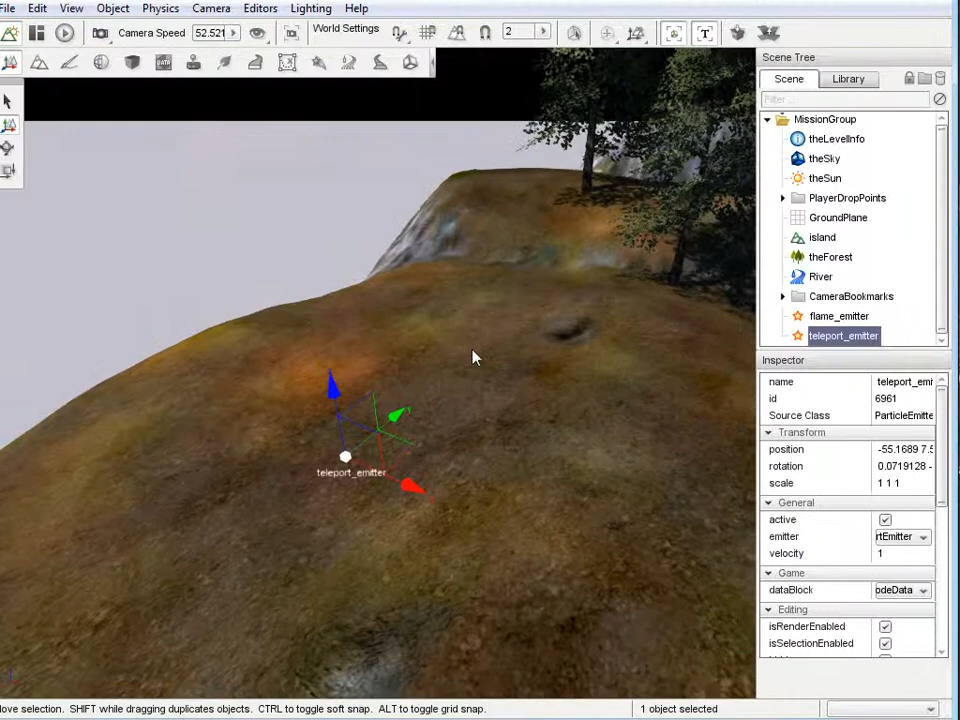 File Edit View Object Physics Camera Editors Lighting Help
Camera Speed 52.521 World Settings 2 T
DATA
Scene Tree
Scene Library
Filter...
MissionGroup
theLevelInfo
theSky
theSun
PlayerDropPoints
GroundPlane
island
theForest
River
CameraBookmarks
flame_emitter
teleport_emitter
teleport_emitter
Inspector
name teleport_emi
id 6961
Source Class ParticleEmitte
Transform
position -55.1689 7.5
rotation 0.0719128 -
scale 1 1 1
General
active
emitter rtEmitter
velocity 1
Game
dataBlock odeData
Editing
isRenderEnabled
isSelectionEnabled
love selection. SHIFT while dragging duplicates objects. CTRL to toggle soft snap. ALT to toggle grid snap. 1 object selected